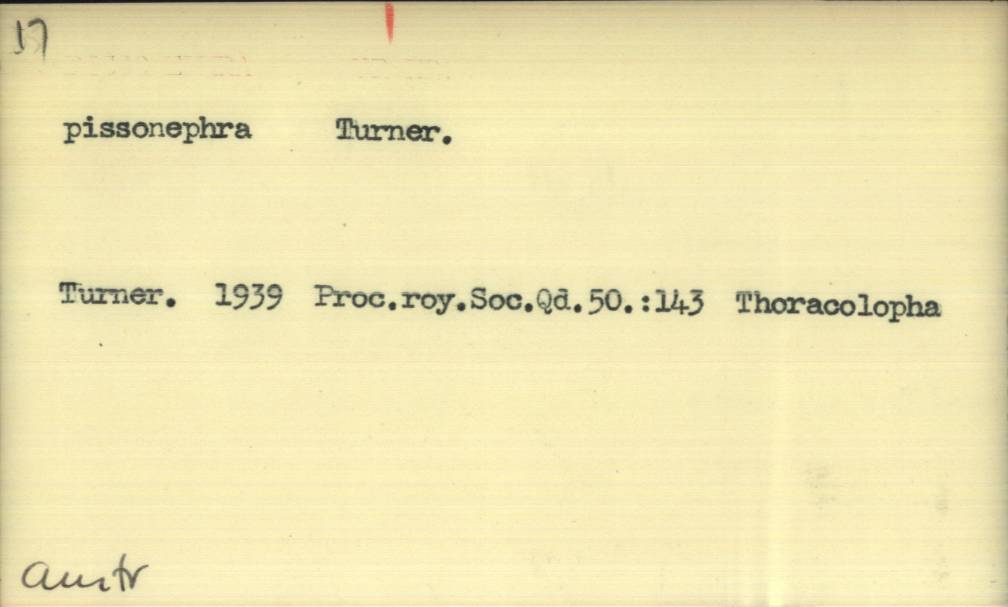 17
pissonephra Turner.
Turner. 1939 Proc.roy.Soc.Qd.50.:143 Thoracolopha
Austr